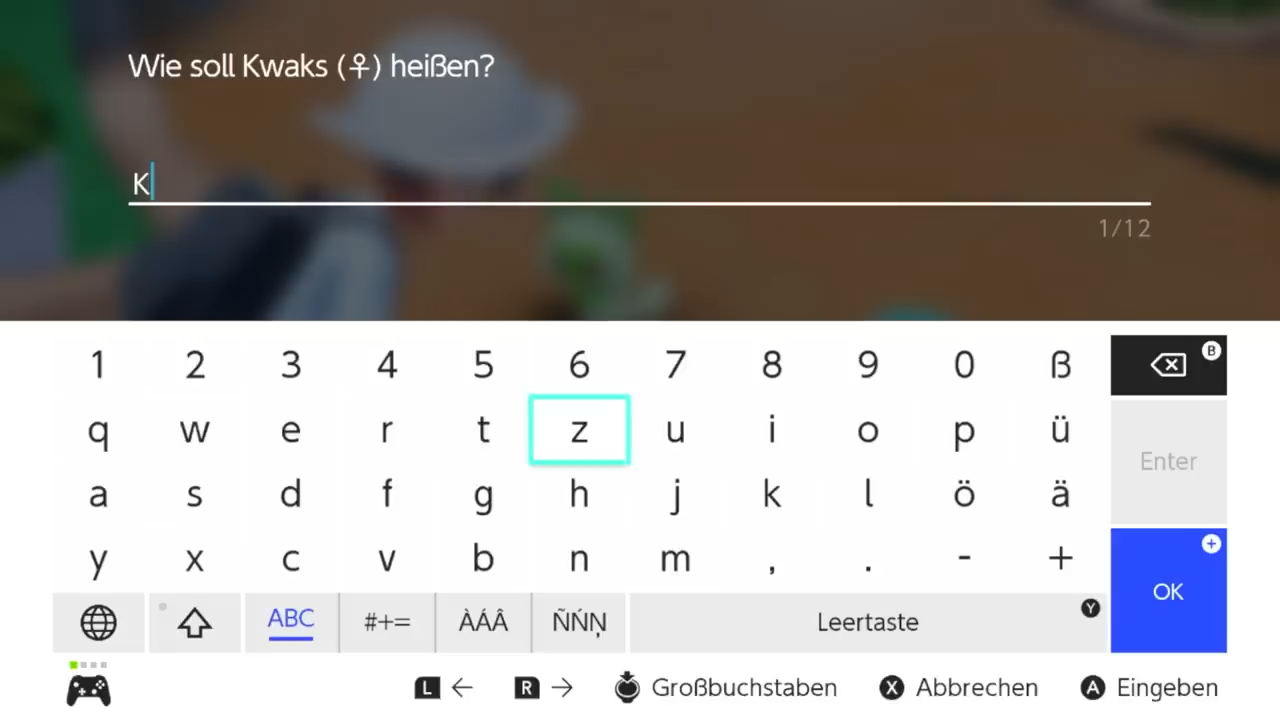 Wie soll Kwaks (♀) heißen?
K
1/12
1 2 3 4 5 6 7 8 9 0 ß B
q w e r t z u i o p ü Enter
a s d f g h j k l ö ä
y x c v b n m , . - + OK +
ABC #+= ÀÁÂ ÑŃŅ Leertaste Y
L ← R → Großbuchstaben X Abbrechen A Eingeben